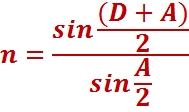 n = sin (D + A) / 2 / sin A / 2